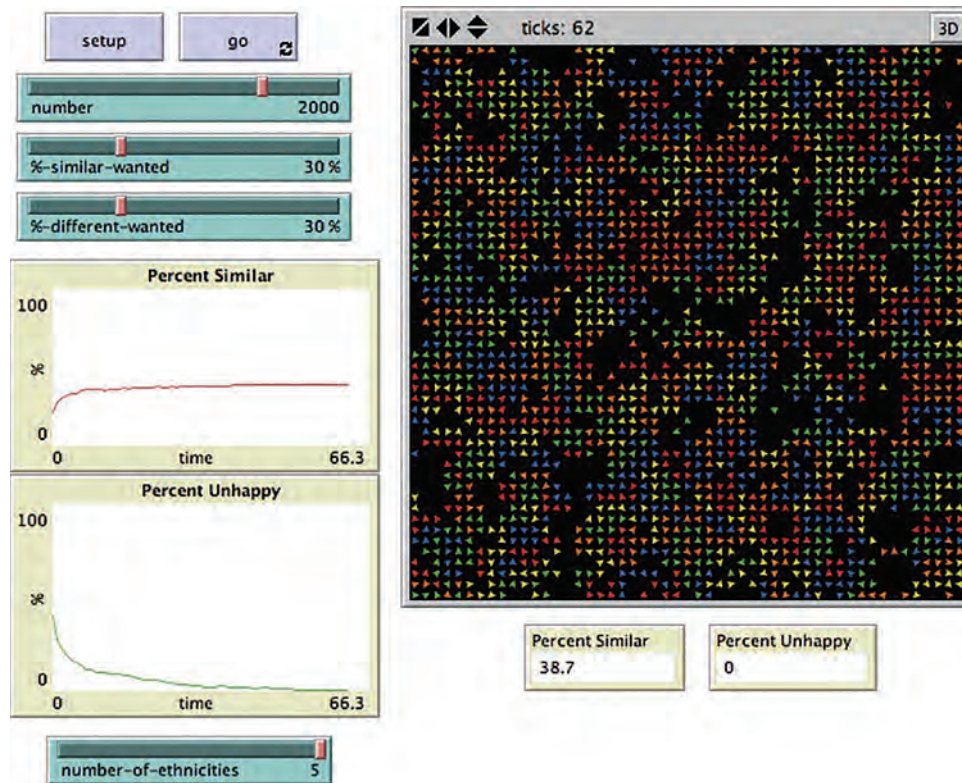 setup
go
number 2000
%-similar-wanted 30 %
%-different-wanted 30 %
Percent Similar
100
%
0
0 time 66.3
Percent Unhappy
100
%
0
0 time 66.3
number-of-ethnicities 5
ticks: 62
3D
Percent Similar
38.7
Percent Unhappy
0